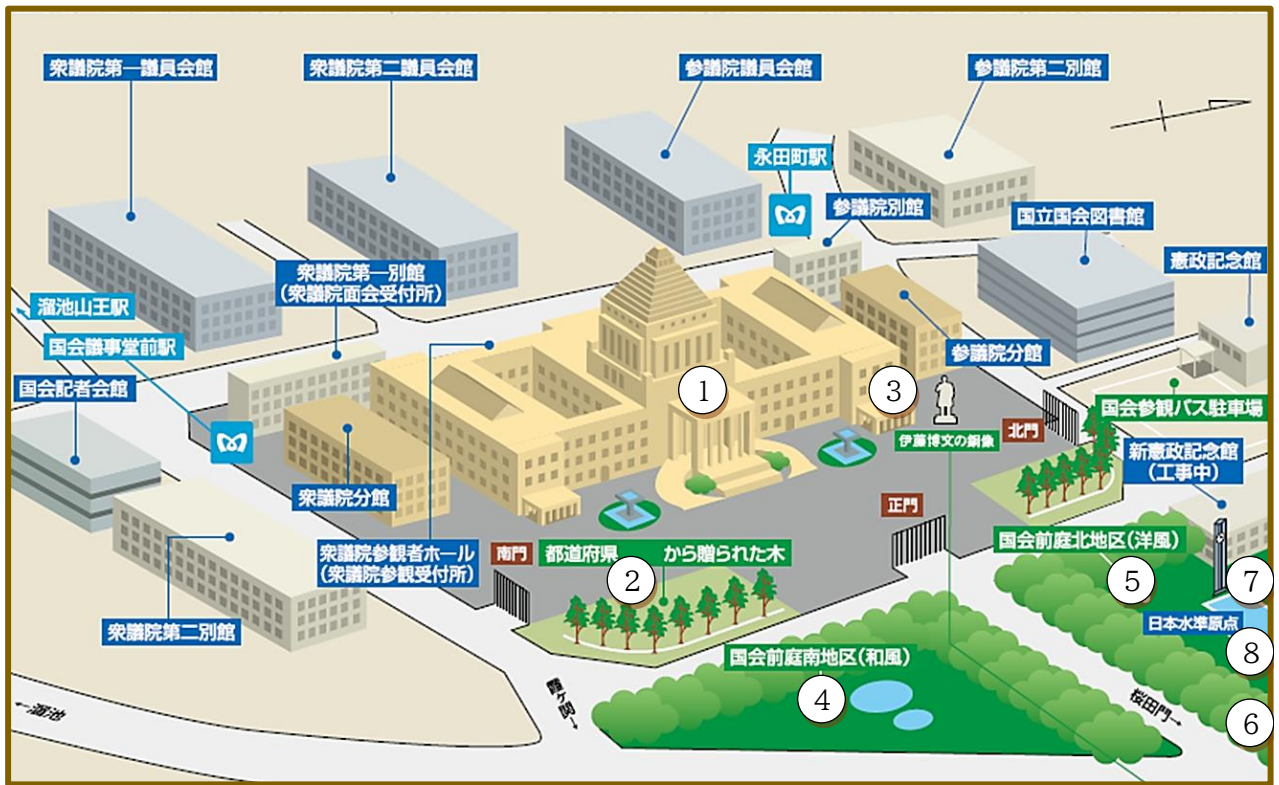 衆議院第一議員会館
衆議院第二議員会館
参議院議員会館
参議院第二別館
永田町駅
参議院別館
国立国会図書館
憲政記念館
衆議院第一別館
(衆議院面会受付所)
溜池山王駅
国会議事堂前駅
国会記者会館
参議院分館
国会参観バス駐車場
1
3
伊藤博文の銅像
北門
新憲政記念館
(工事中)
衆議院分館
正門
衆議院参観者ホール
(衆議院参観受付所)
南門
都道府県 から贈られた木
2
国会前庭北地区(洋風)
5
7
日本水準原点
8
衆議院第二別館
国会前庭南地区(和風)
4
霞ヶ関→
桜田門→
6
←溜池